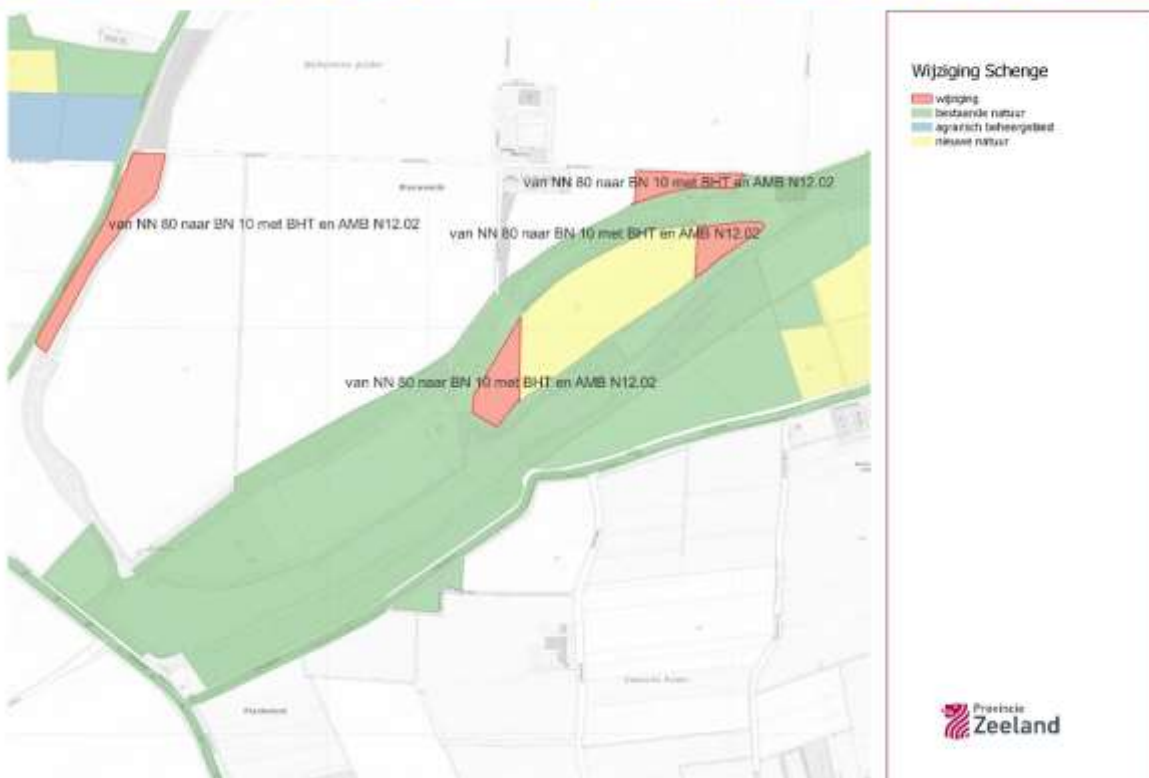 van NN 80 naar BN 10 met BHT en AMB N12.02
van NN 80 naar BN 10 met BHT en AMB N12.02
van NN 80 naar BN 10 met BHT en AMB N12.02
van NN 80 naar BN 10 met BHT en AMB N12.02
Wijziging Schenge
wijziging
bestaande natuur
agrarisch beheergebied
nieuwe natuur
Provincie
Zeeland